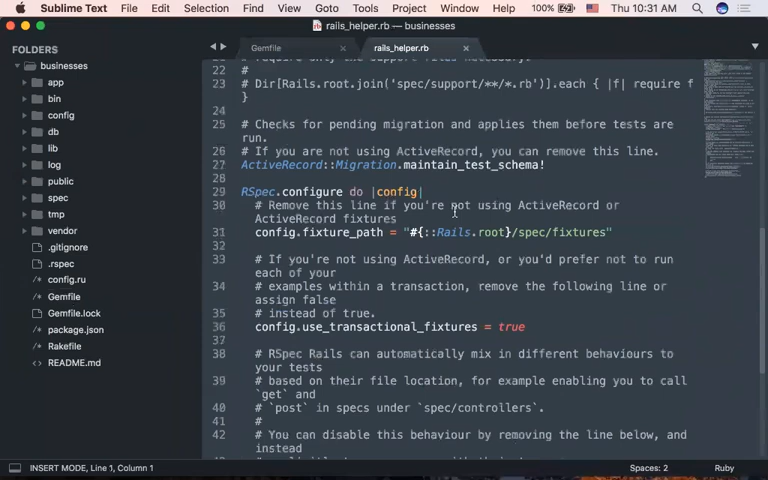 Sublime Text File Edit Selection Find View Goto Tools Project Window Help 100% Thu 10:31 AM
rails_helper.rb — businesses
FOLDERS
businesses
app
bin
config
db
lib
log
public
spec
tmp
vendor
.gitignore
.rspec
config.ru
Gemfile
Gemfile.lock
package.json
Rakefile
README.md
Gemfile
rails_helper.rb
22 #
23 # Dir[Rails.root.join('spec/support/**/*.rb')].each { |f| require f
}
24
25 # Checks for pending migration and applies them before tests are
run.
26 # If you are not using ActiveRecord, you can remove this line.
27 ActiveRecord::Migration.maintain_test_schema!
28
29 RSpec.configure do |config|
30 # Remove this line if you're not using ActiveRecord or
ActiveRecord fixtures
31 config.fixture_path = "#{::Rails.root}/spec/fixtures"
32
33 # If you're not using ActiveRecord, or you'd prefer not to run
each of your
34 # examples within a transaction, remove the following line or
assign false
35 # instead of true.
36 config.use_transactional_fixtures = true
37
38 # RSpec Rails can automatically mix in different behaviours to
your tests
39 # based on their file location, for example enabling you to call
`get` and
40 # `post` in specs under `spec/controllers`.
41 #
42 # You can disable this behaviour by removing the line below, and
instead
INSERT MODE, Line 1, Column 1
Spaces: 2
Ruby